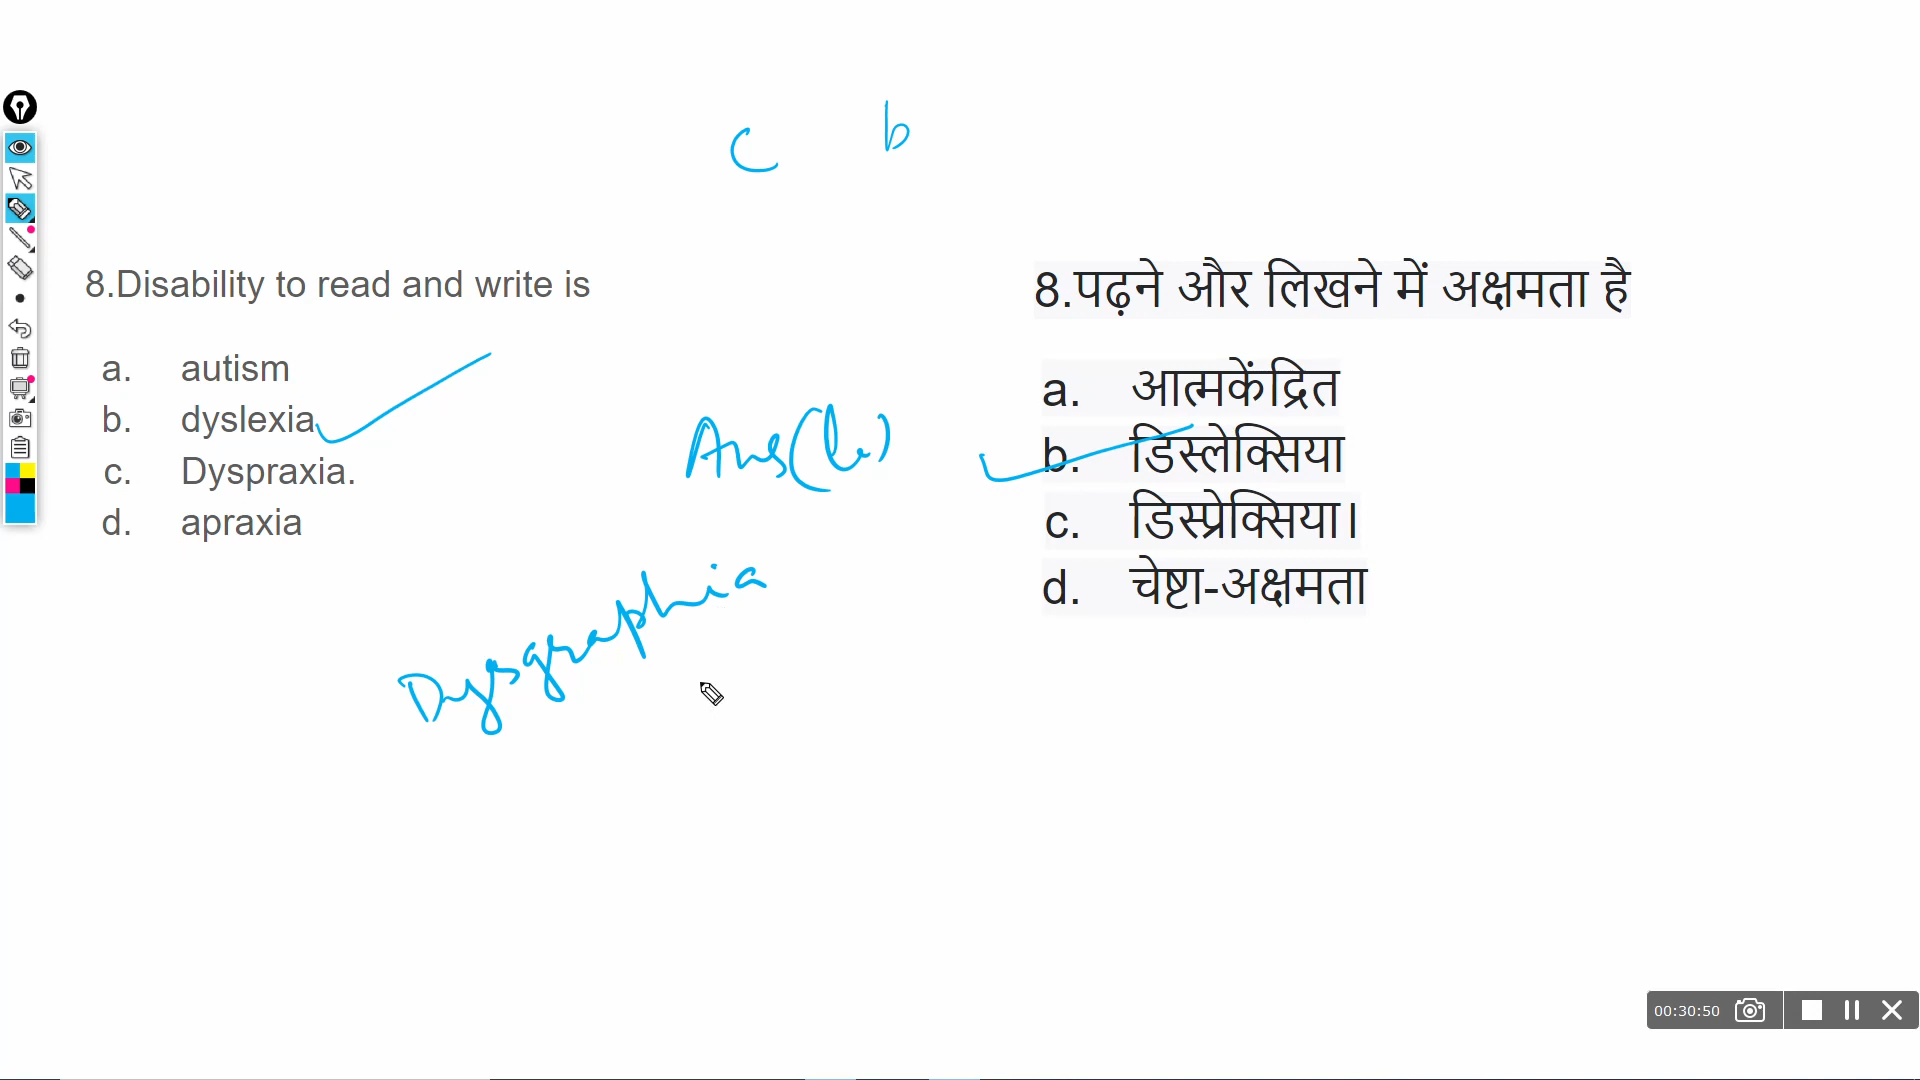 c b
8.Disability to read and write is
a. autism
b. dyslexia
c. Dyspraxia.
d. apraxia
Ans(b)
Dysgraphia
8.पढ़ने और लिखने में अक्षमता है
a. आत्मकेंद्रित
b. डिस्लेक्सिया
c. डिस्प्रेक्सिया।
d. चेष्टा-अक्षमता
00:30:50